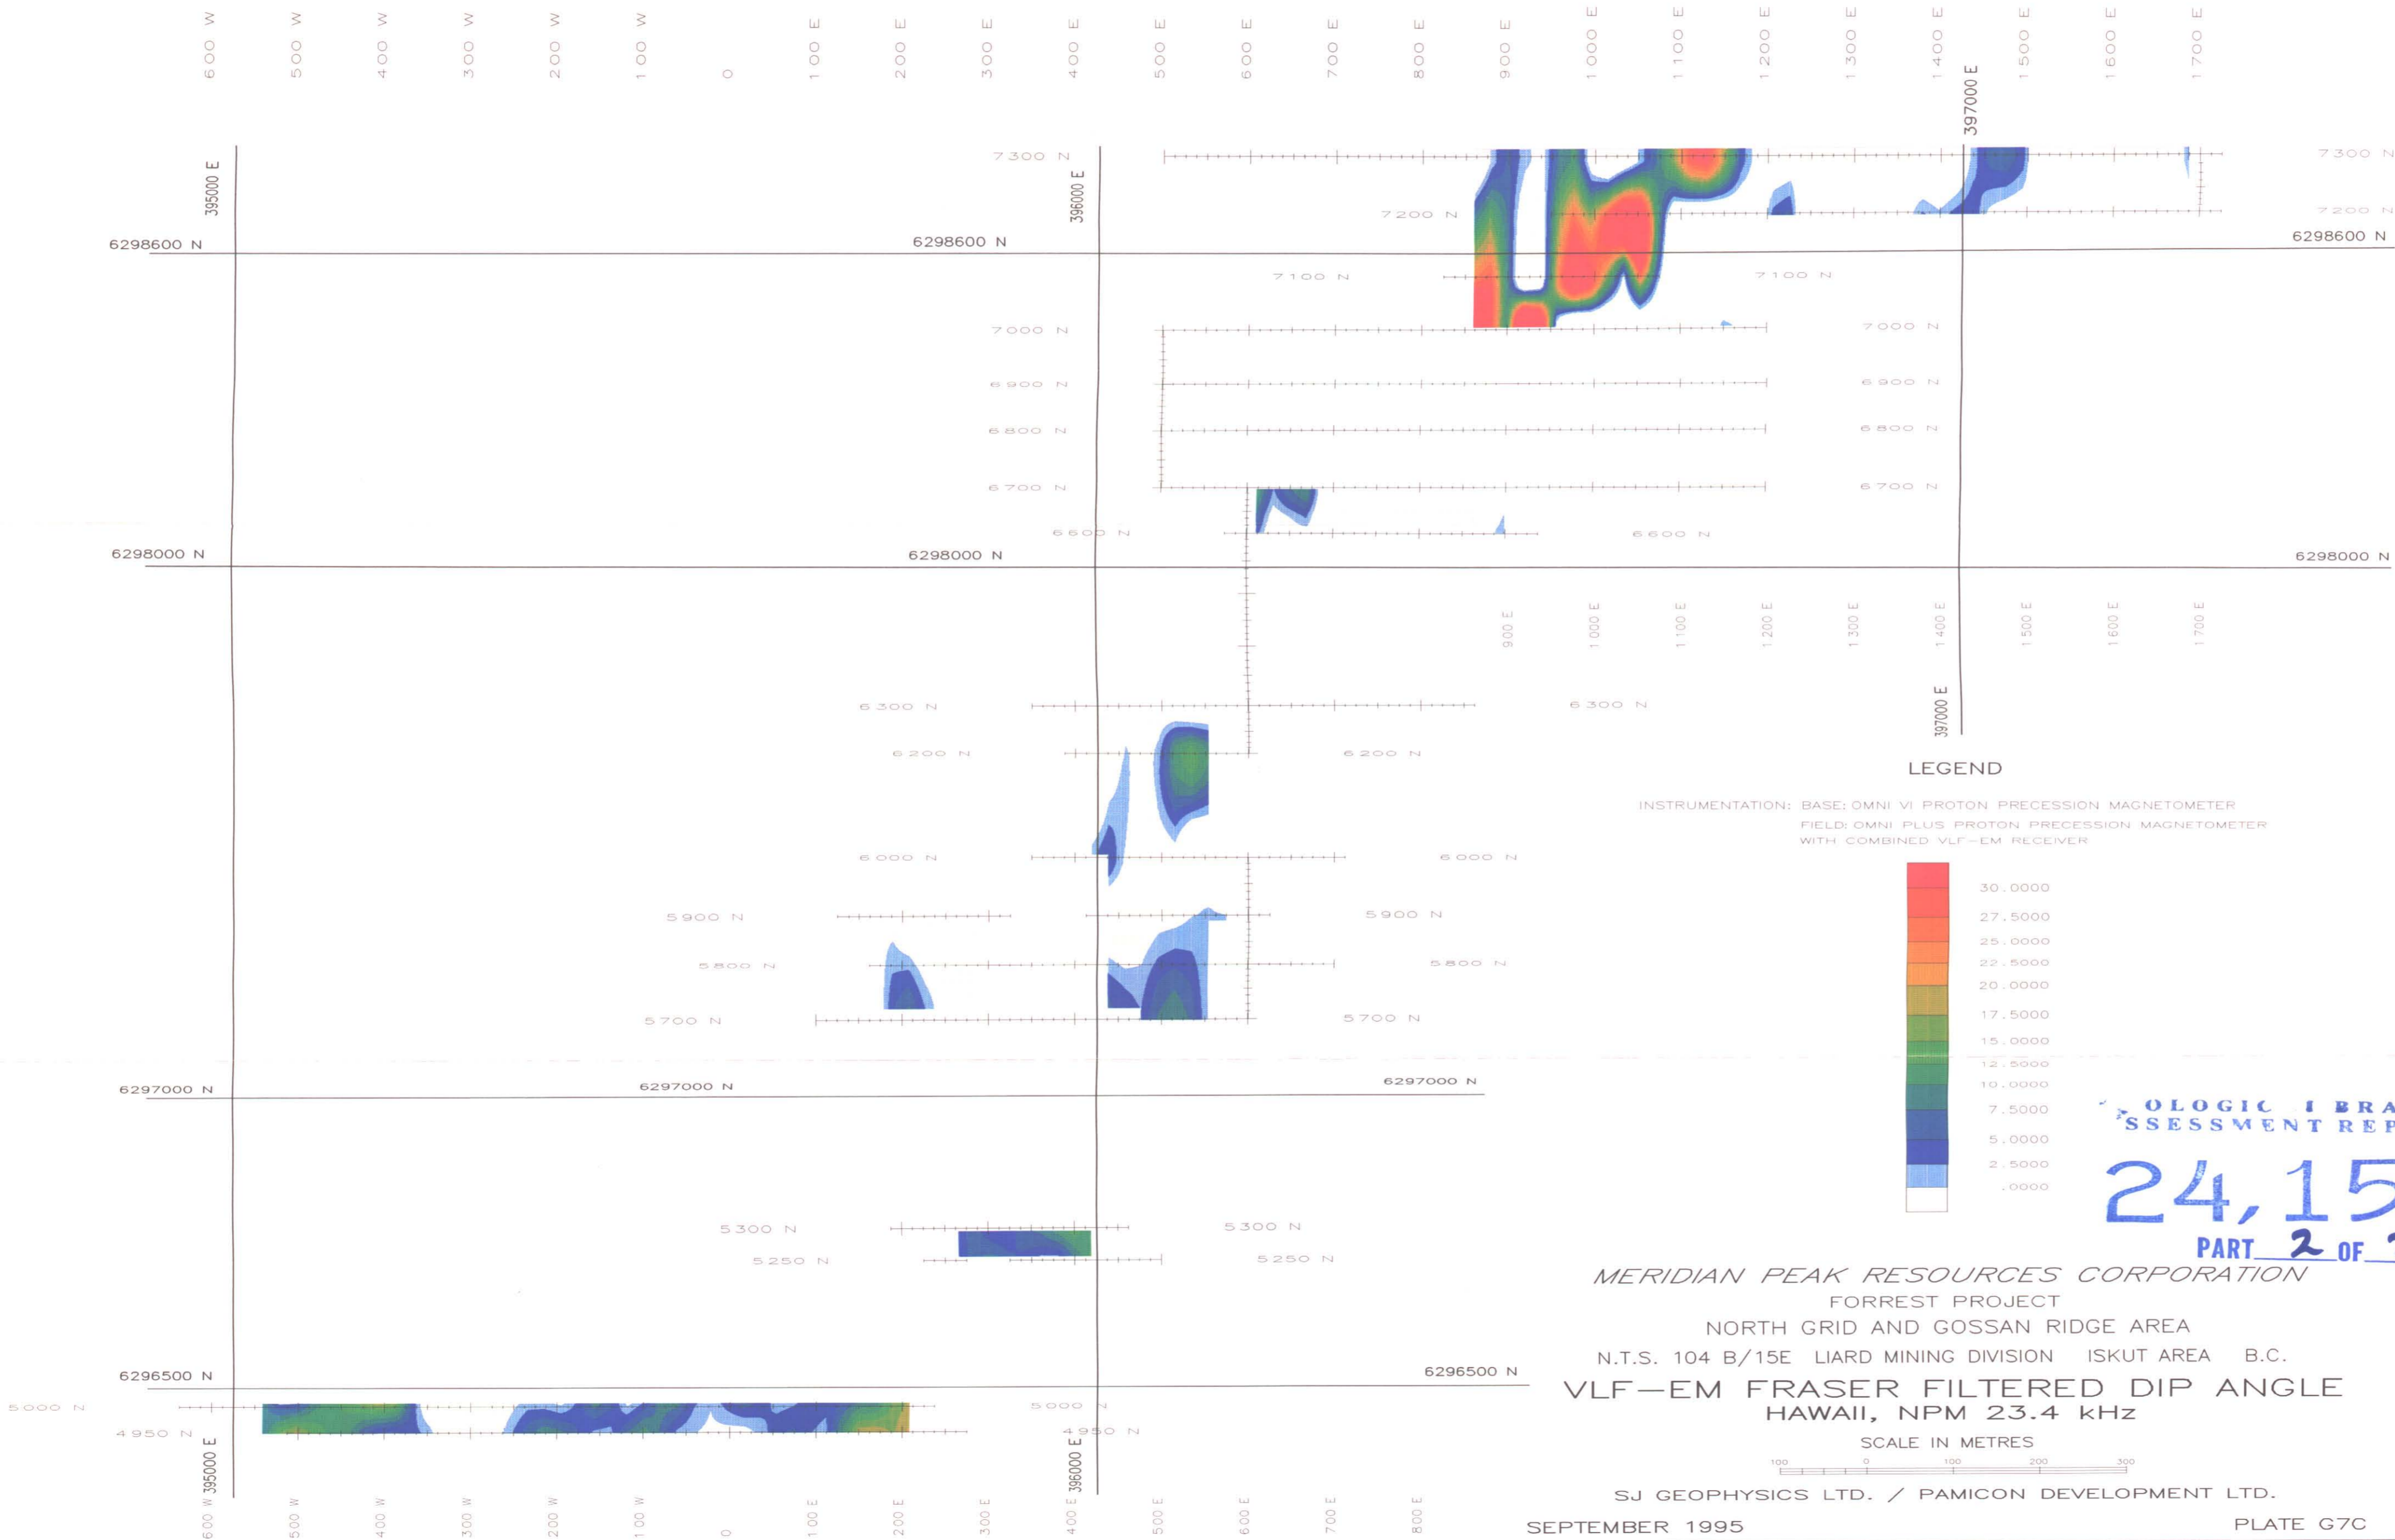 600 W 500 W 400 W 300 W 200 W 100 W 0 100 E 200 E 300 E 400 E 500 E 600 E 700 E 800 E 900 E 1000 E 1100 E 1200 E 1300 E 1400 E 1500 E 1600 E 1700 E
395000 E 396000 E 397000 E
7300 N 7300 N
7200 N 7200 N
6298600 N 6298600 N 6298600 N
7100 N 7100 N
7000 N 7000 N
6900 N 6900 N
6800 N 6800 N
6700 N 6700 N
6600 N 6600 N
6298000 N 6298000 N 6298000 N
900 E 1000 E 1100 E 1200 E 1300 E 1400 E 1500 E 1600 E 1700 E
397000 E
6300 N 6300 N
6200 N 6200 N
6000 N 6000 N
5900 N 5900 N
5800 N 5800 N
5700 N 5700 N
6297000 N 6297000 N 6297000 N
5300 N 5300 N
5250 N 5250 N
6296500 N 6296500 N
5000 N 5000 N
4950 N 4950 N
395000 E 396000 E
600 W 500 W 400 W 300 W 200 W 100 W 0 100 E 200 E 300 E 400 E 500 E 600 E 700 E 800 E
LEGEND
INSTRUMENTATION: BASE: OMNI VI PROTON PRECESSION MAGNETOMETER
FIELD: OMNI PLUS PROTON PRECESSION MAGNETOMETER
WITH COMBINED VLF-EM RECEIVER
30.0000
27.5000
25.0000
22.5000
20.0000
17.5000
15.0000
12.5000
10.0000
7.5000
5.0000
2.5000
.0000
OLOGIC BRA
SSESSMENT REP
24,15
PART 2 OF
MERIDIAN PEAK RESOURCES CORPORATION
FORREST PROJECT
NORTH GRID AND GOSSAN RIDGE AREA
N.T.S. 104 B/15E LIARD MINING DIVISION ISKUT AREA B.C.
VLF-EM FRASER FILTERED DIP ANGLE
HAWAII, NPM 23.4 kHz
SCALE IN METRES
100 0 100 200 300
SJ GEOPHYSICS LTD. / PAMICON DEVELOPMENT LTD.
SEPTEMBER 1995 PLATE G7C